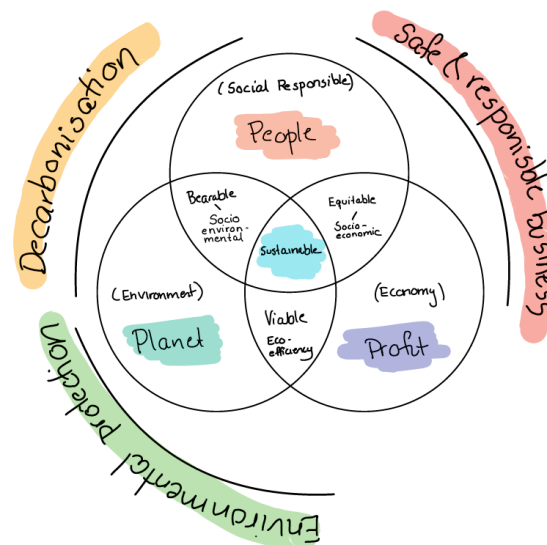 Decarbonisation
Safe & responisble business
(Social Responsible)
People
Bearable
Socio
environ-
mental
Equitable
Socio-
economic
Sustainable
(Environment)
Planet
(Economy)
Profit
Viable
Eco-
efficiency
Environmental protection